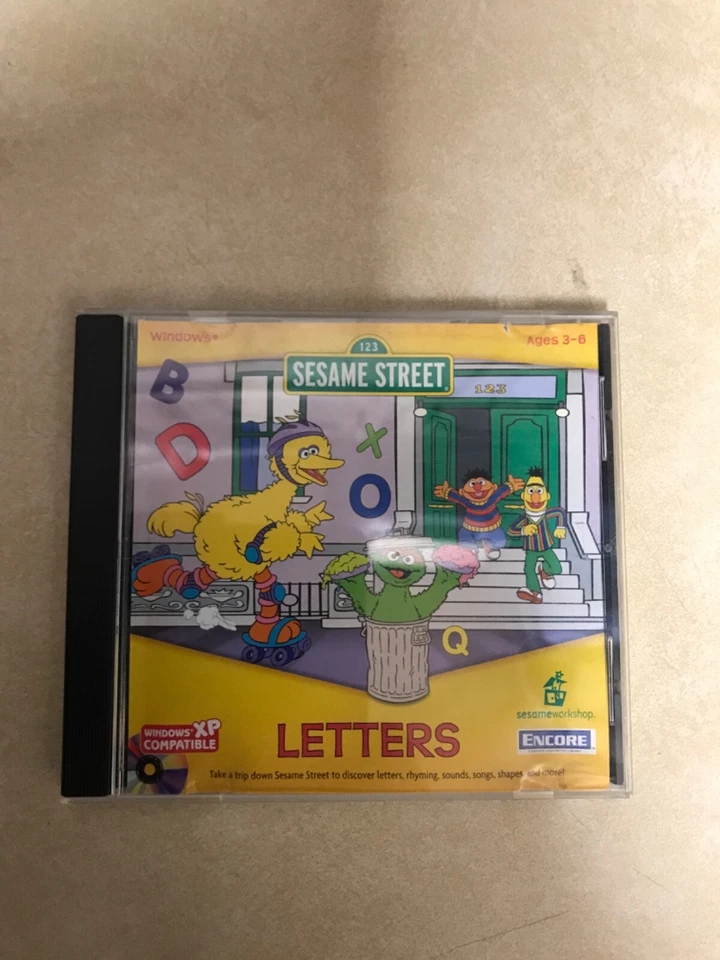 Windows®
Ages 3-6
123
SESAME STREET®
123
B
D
X
O
Q
sesameworkshop.
WINDOWS® XP
COMPATIBLE
LETTERS
ENCORE
Take a trip down Sesame Street to discover letters, rhyming, sounds, songs, shapes and more!